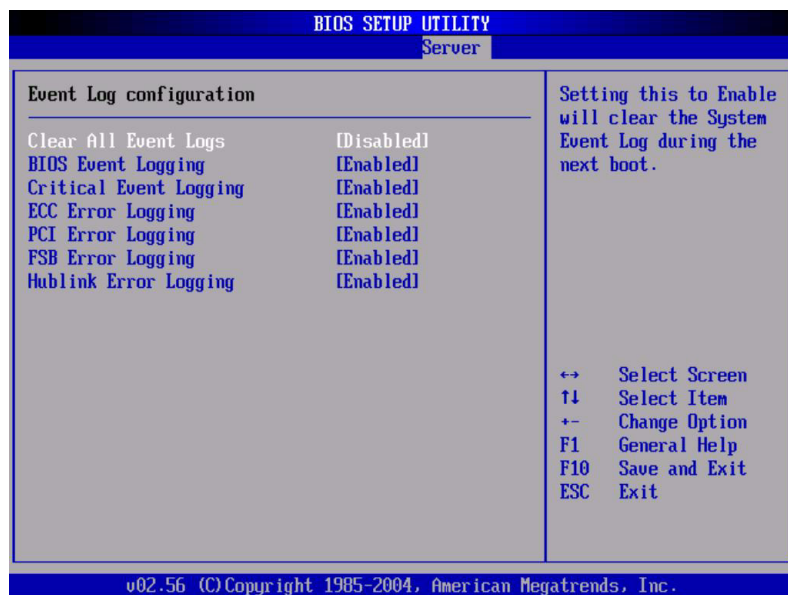 BIOS SETUP UTILITY
Server
Event Log configuration
Clear All Event Logs [Disabled]
BIOS Event Logging [Enabled]
Critical Event Logging [Enabled]
ECC Error Logging [Enabled]
PCI Error Logging [Enabled]
FSB Error Logging [Enabled]
Hublink Error Logging [Enabled]
Setting this to Enable
will clear the System
Event Log during the
next boot.
↔ Select Screen
↑↓ Select Item
+- Change Option
F1 General Help
F10 Save and Exit
ESC Exit
v02.56 (C)Copyright 1985-2004, American Megatrends, Inc.